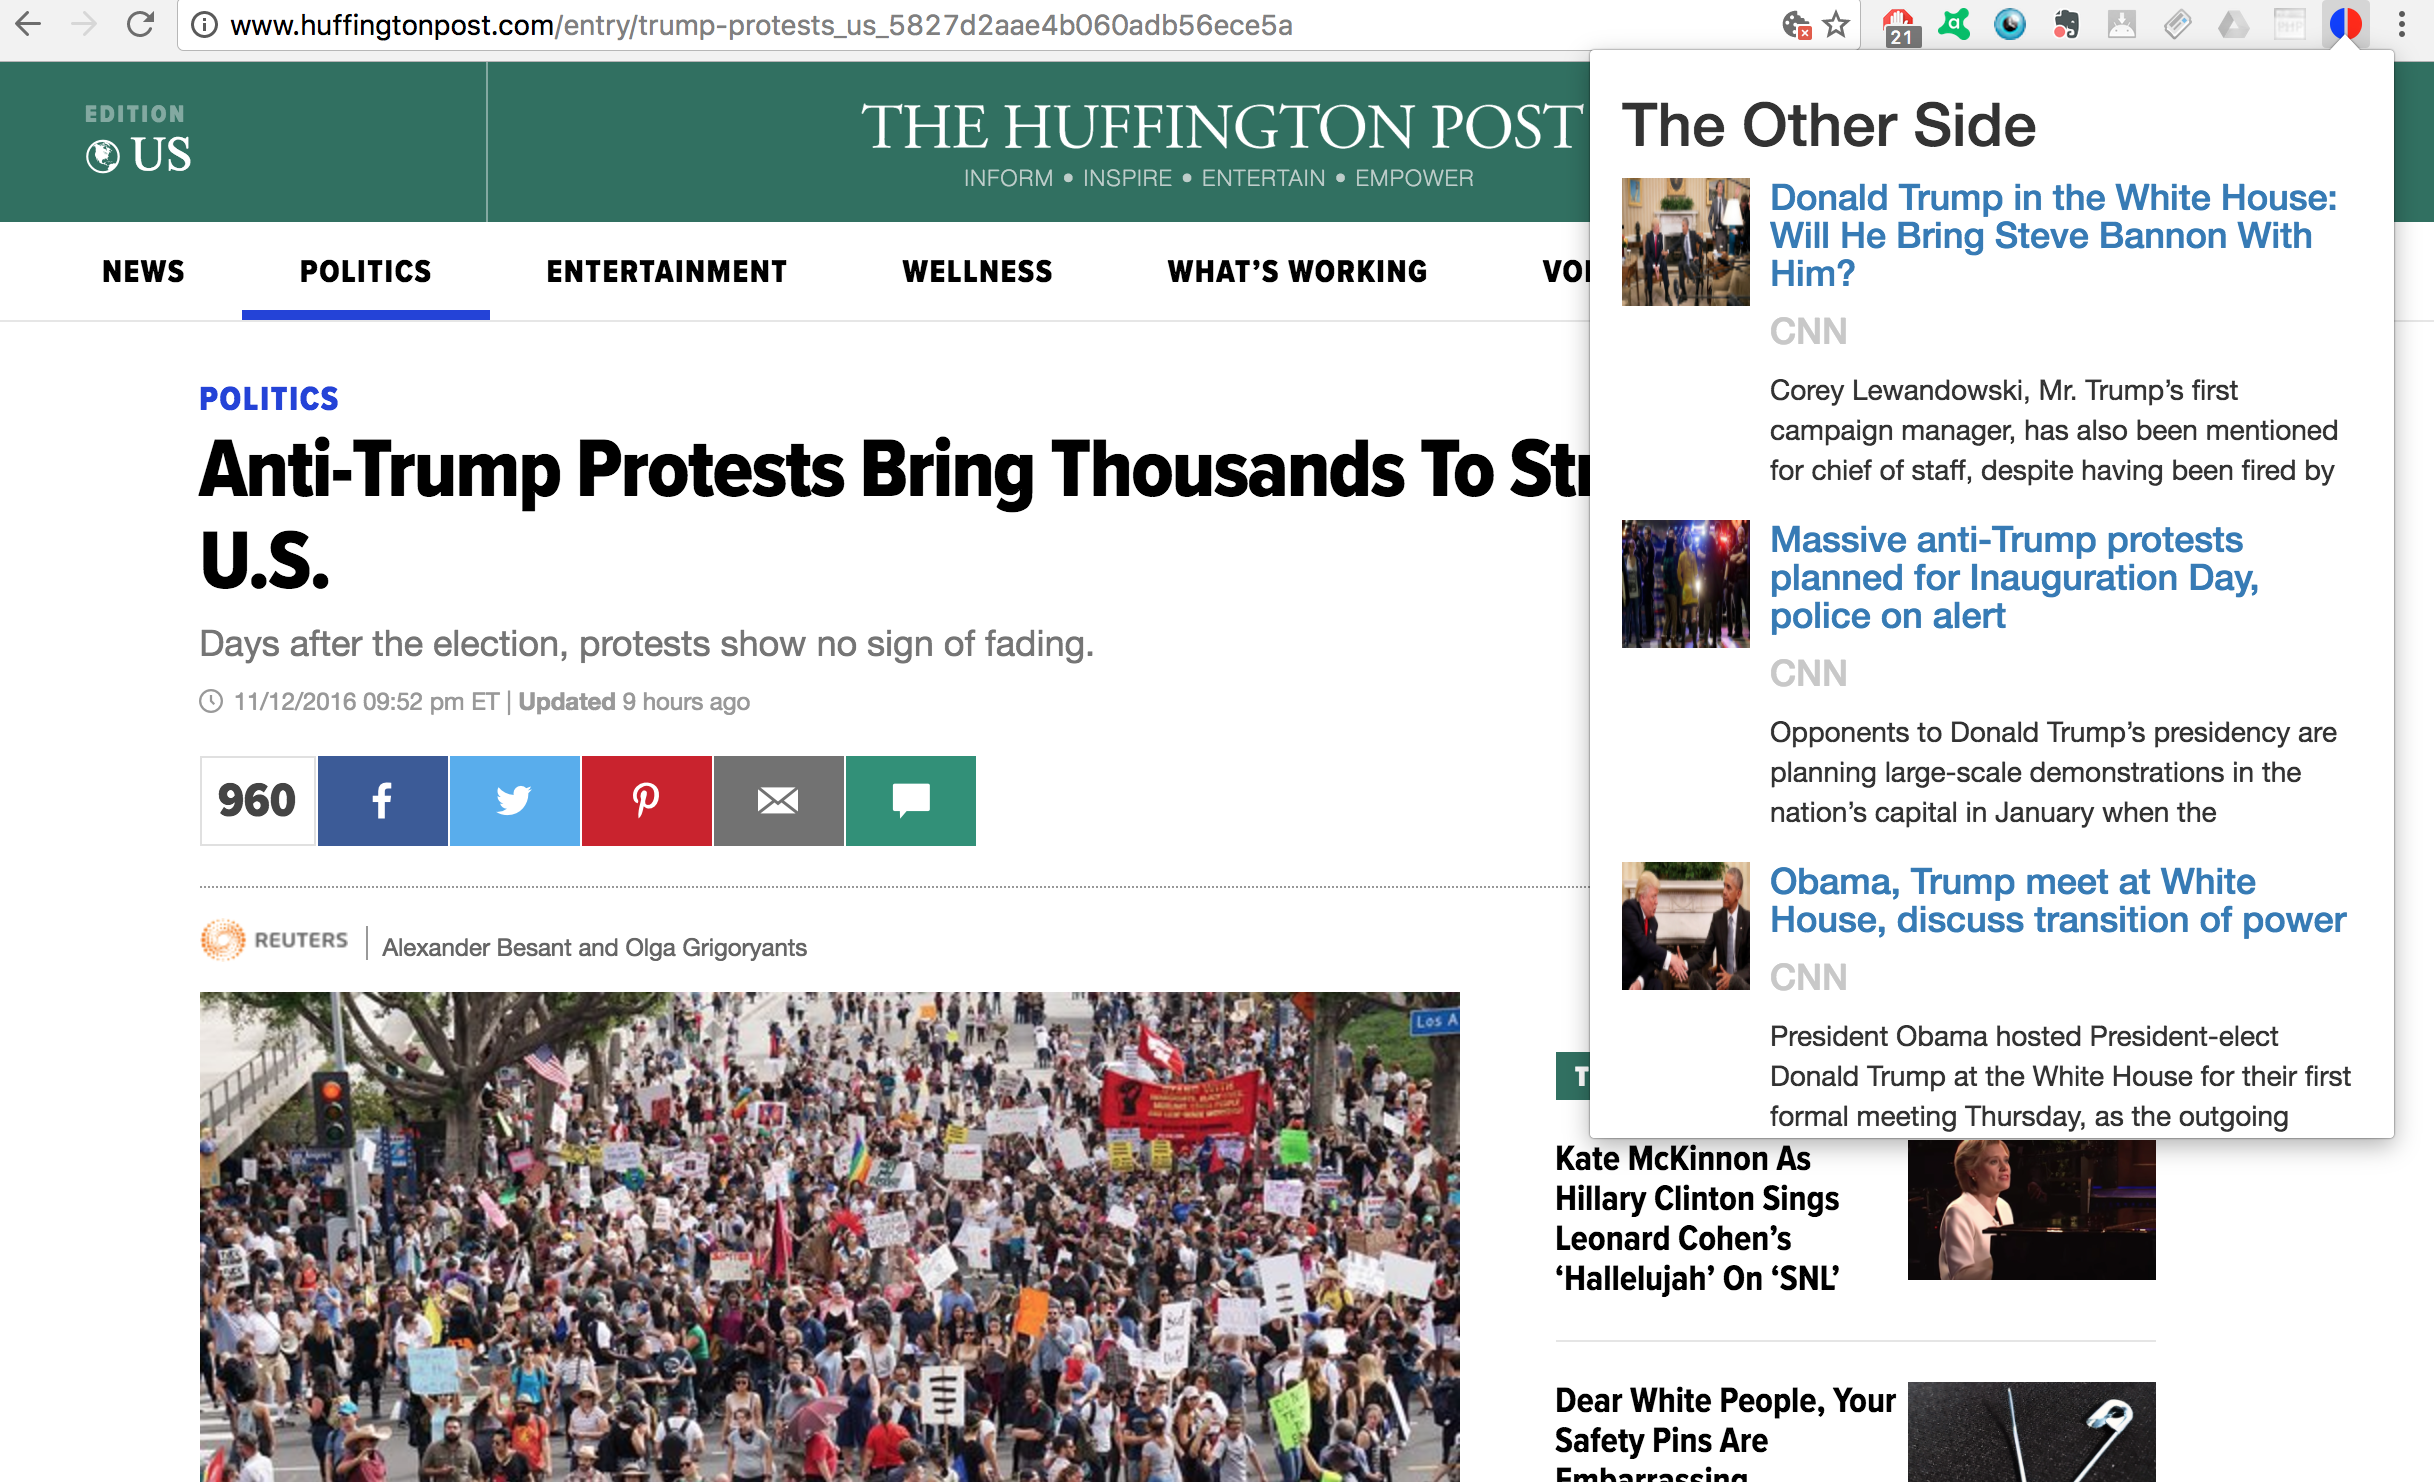 www.huffingtonpost.com/entry/trump-protests_us_5827d2aae4b060adb56ece5a
21
EDITION
US
THE HUFFINGTON POST
INFORM • INSPIRE • ENTERTAIN • EMPOWER
NEWS
POLITICS
ENTERTAINMENT
WELLNESS
WHAT'S WORKING
POLITICS
Anti-Trump Protests Bring Thousands To
U.S.
Days after the election, protests show no sign of fading.
11/12/2016 09:52 pm ET | Updated 9 hours ago
960
REUTERS
Alexander Besant and Olga Grigoryants
Los A
The Other Side
Donald Trump in the White House:
Will He Bring Steve Bannon With
Him?
CNN
Corey Lewandowski, Mr. Trump's first
campaign manager, has also been mentioned
for chief of staff, despite having been fired by
Massive anti-Trump protests
planned for Inauguration Day,
police on alert
CNN
Opponents to Donald Trump's presidency are
planning large-scale demonstrations in the
nation's capital in January when the
Obama, Trump meet at White
House, discuss transition of power
CNN
President Obama hosted President-elect
Donald Trump at the White House for their first
formal meeting Thursday, as the outgoing
T
Kate McKinnon As
Hillary Clinton Sings
Leonard Cohen's
'Hallelujah' On 'SNL'
Dear White People, Your
Safety Pins Are
Embarrassing